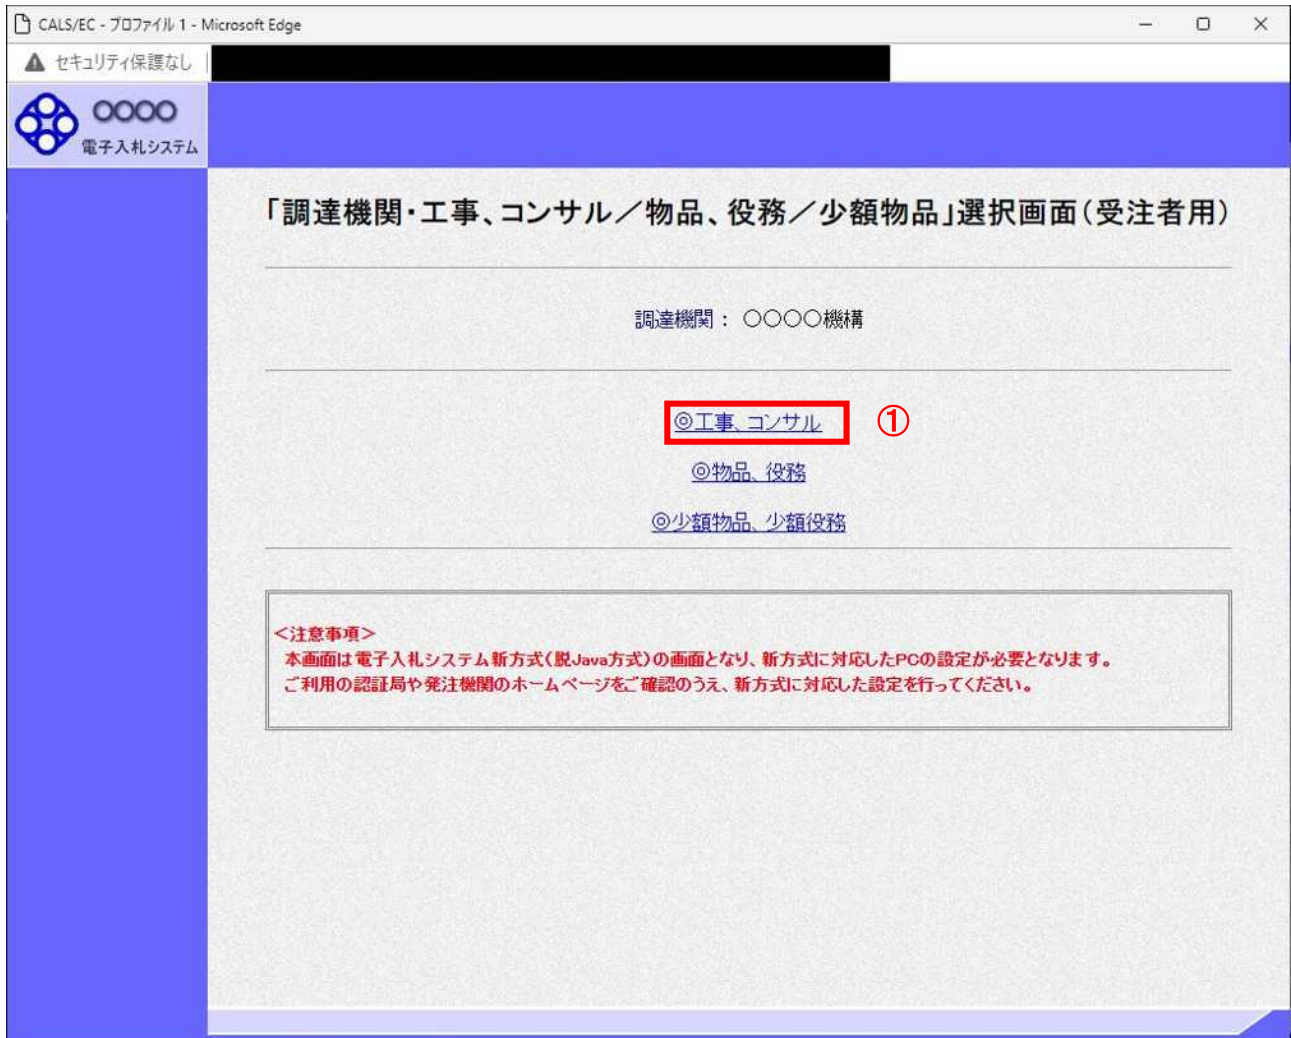 CALS/EC - プロファイル 1 - Microsoft Edge
セキュリティ保護なし
○○○○
電子入札システム
「調達機関・工事、コンサル／物品、役務／少額物品」選択画面（受注者用）
調達機関： ○○○○機構
◎工事、コンサル ①
◎物品、役務
◎少額物品、少額役務
＜注意事項＞
本画面は電子入札システム新方式（脱Java方式）の画面となり、新方式に対応したPCの設定が必要となります。
ご利用の認証局や発注機関のホームページをご確認のうえ、新方式に対応した設定を行ってください。